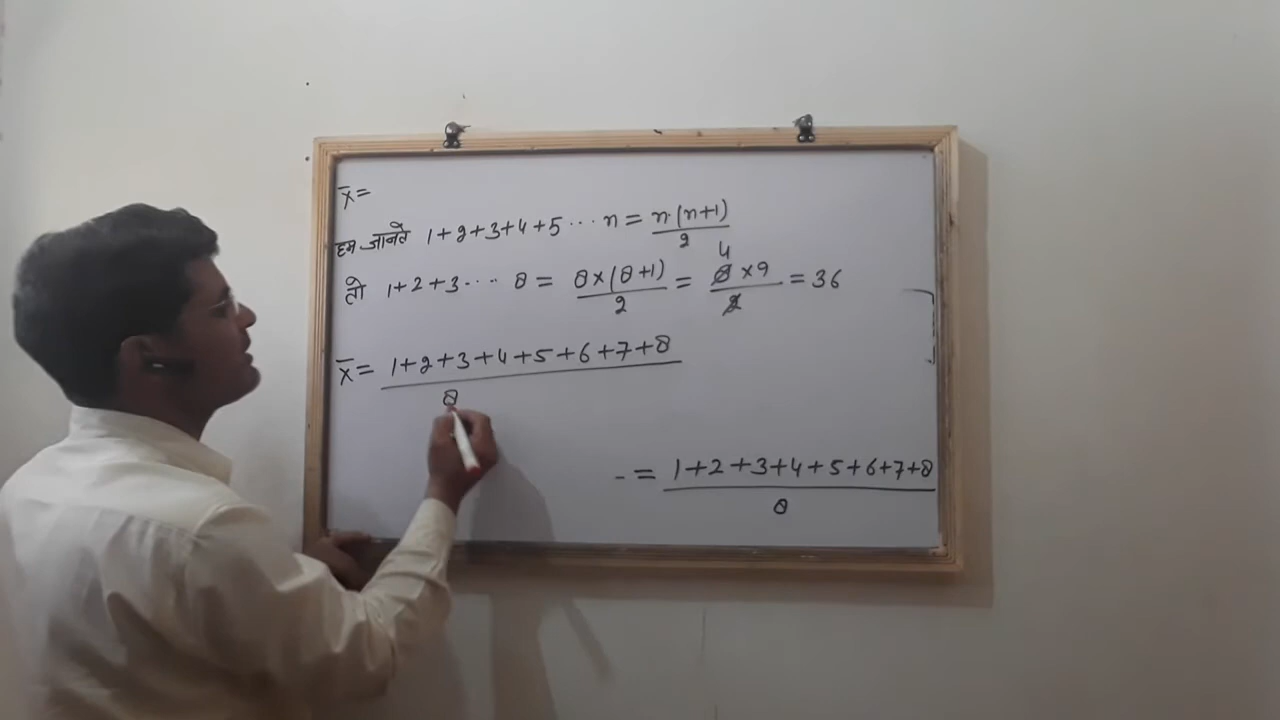 x̄ =
हम जानते 1+2+3+4+5 ... n = n.(n+1)/2
तो 1+2+3.... 8 = 8×(8+1)/2 = 8×9/2 = 36
4
x̄ = 1+2+3+4+5+6+7+8/8
- = 1+2+3+4+5+6+7+8/8